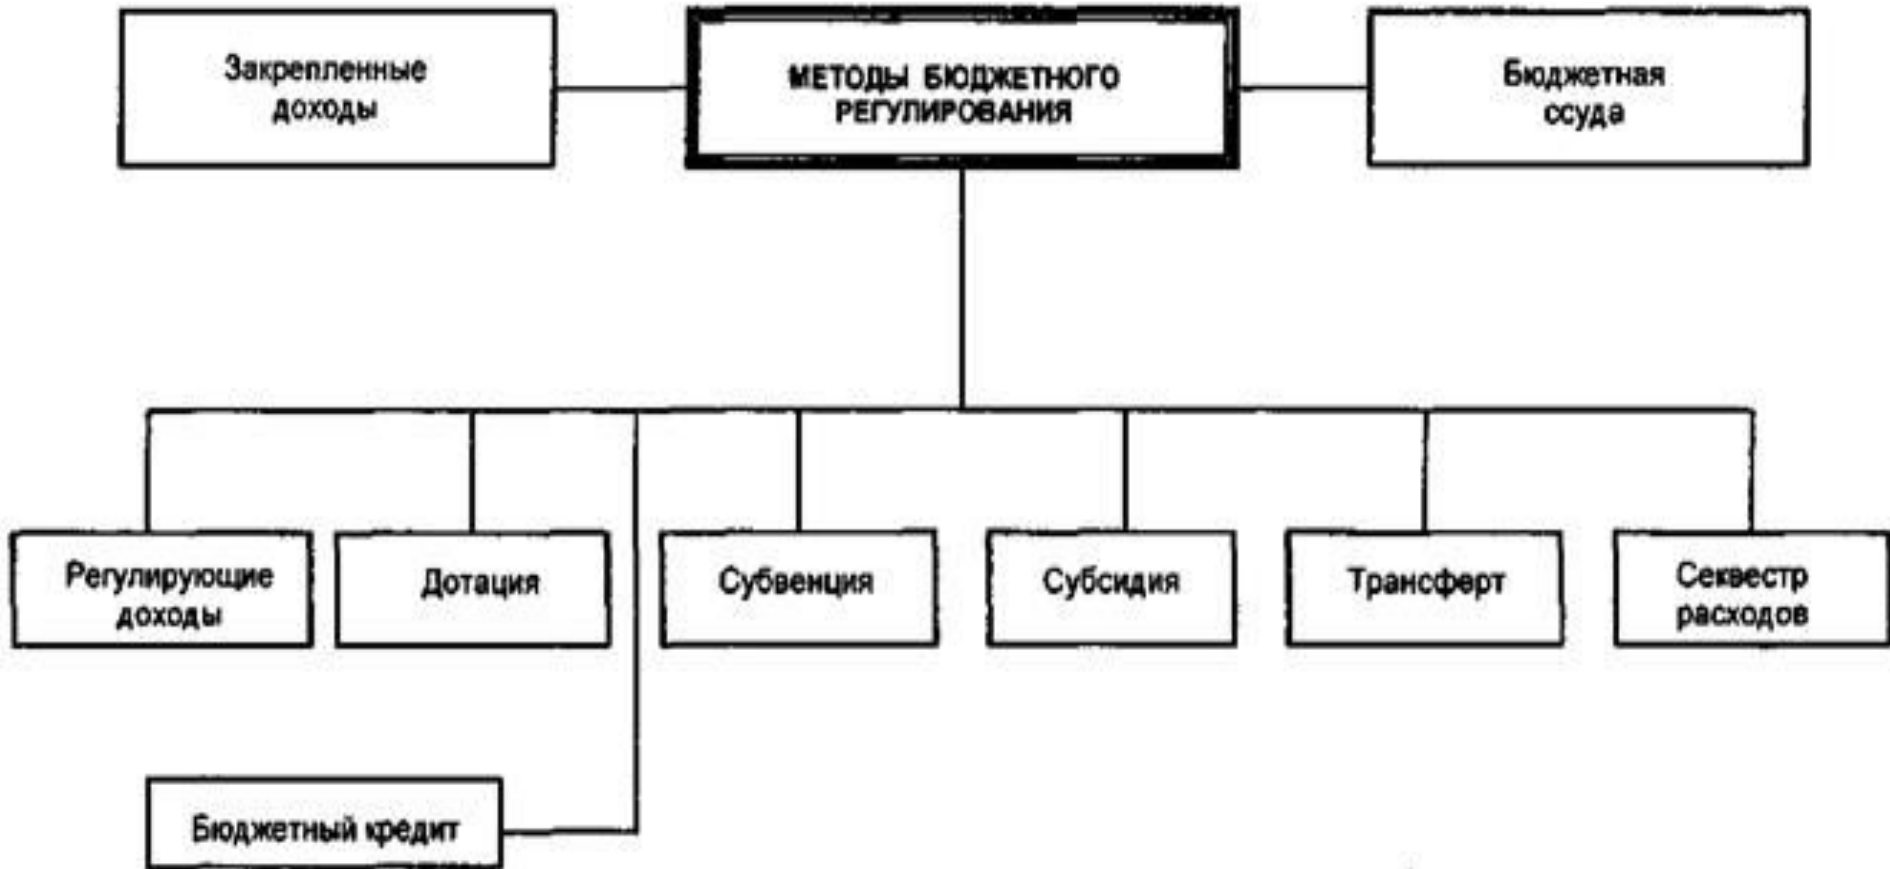 Закрепленные
доходы
МЕТОДЫ БЮДЖЕТНОГО
РЕГУЛИРОВАНИЯ
Бюджетная
ссуда
Регулирующие
доходы
Дотация
Субвенция
Субсидия
Трансферт
Секвестр
расходов
Бюджетный кредит